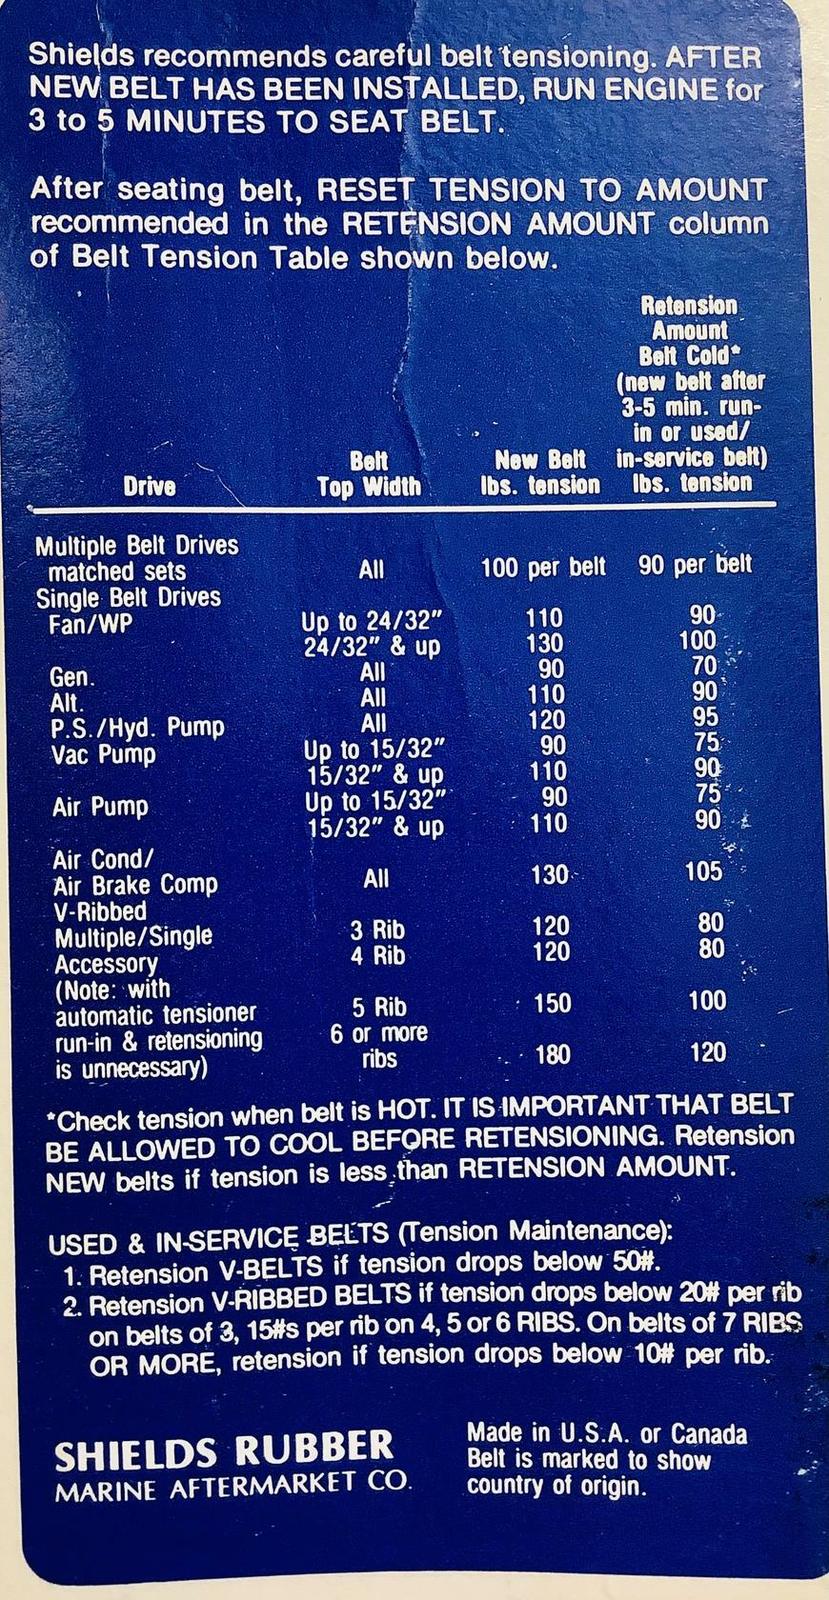 Shields recommends careful belt tensioning. AFTER
NEW BELT HAS BEEN INSTALLED, RUN ENGINE for
3 to 5 MINUTES TO SEAT BELT.
After seating belt, RESET TENSION TO AMOUNT
recommended in the RETENSION AMOUNT column
of Belt Tension Table shown below.
Retension
Amount
Belt Cold*
(new belt after
3-5 min. run-
in or used/
Belt New Belt in-service belt)
Drive Top Width lbs. tension lbs. tension
Multiple Belt Drives
matched sets All 100 per belt 90 per belt
Single Belt Drives
Fan/WP Up to 24/32" 110 90
24/32" & up 130 100
Gen. All 90 70
Alt. All 110 90
P.S./Hyd. Pump All 120 95
Vac Pump Up to 15/32" 90 75
15/32" & up 110 90
Air Pump Up to 15/32" 90 75
15/32" & up 110 90
Air Cond/
Air Brake Comp All 130 105
V-Ribbed
Multiple/Single 3 Rib 120 80
Accessory 4 Rib 120 80
(Note: with
automatic tensioner 5 Rib 150 100
run-in & retensioning 6 or more
is unnecessary) ribs 180 120
*Check tension when belt is HOT. IT IS IMPORTANT THAT BELT
BE ALLOWED TO COOL BEFORE RETENSIONING. Retension
NEW belts if tension is less than RETENSION AMOUNT.
USED & IN-SERVICE BELTS (Tension Maintenance):
1. Retension V-BELTS if tension drops below 50#.
2. Retension V-RIBBED BELTS if tension drops below 20# per rib
on belts of 3, 15#s per rib on 4, 5 or 6 RIBS. On belts of 7 RIBS
OR MORE, retension if tension drops below 10# per rib.
SHIELDS RUBBER
MARINE AFTERMARKET CO.
Made in U.S.A. or Canada
Belt is marked to show
country of origin.